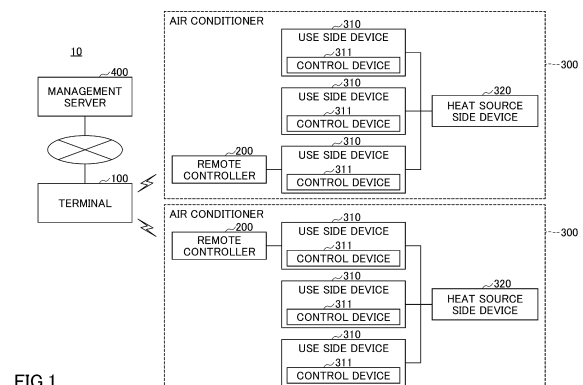 10
400
MANAGEMENT
SERVER
100
TERMINAL
AIR CONDITIONER
310
USE SIDE DEVICE
311
CONTROL DEVICE
310
USE SIDE DEVICE
311
CONTROL DEVICE
200
REMOTE
CONTROLLER
310
USE SIDE DEVICE
311
CONTROL DEVICE
320
HEAT SOURCE
SIDE DEVICE
300
AIR CONDITIONER
200
REMOTE
CONTROLLER
310
USE SIDE DEVICE
311
CONTROL DEVICE
310
USE SIDE DEVICE
311
CONTROL DEVICE
310
USE SIDE DEVICE
311
CONTROL DEVICE
320
HEAT SOURCE
SIDE DEVICE
300
FIG.1